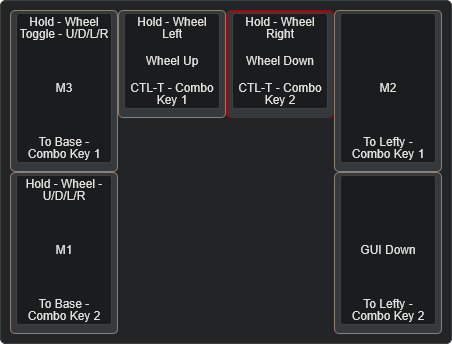 Hold - Wheel
Toggle - U/D/L/R
M3
To Base -
Combo Key 1
Hold - Wheel
Left
Wheel Up
CTL-T - Combo
Key 1
Hold - Wheel
Right
Wheel Down
CTL-T - Combo
Key 2
M2
To Lefty -
Combo Key 1
Hold - Wheel -
U/D/L/R
M1
To Base -
Combo Key 2
GUI Down
To Lefty -
Combo Key 2